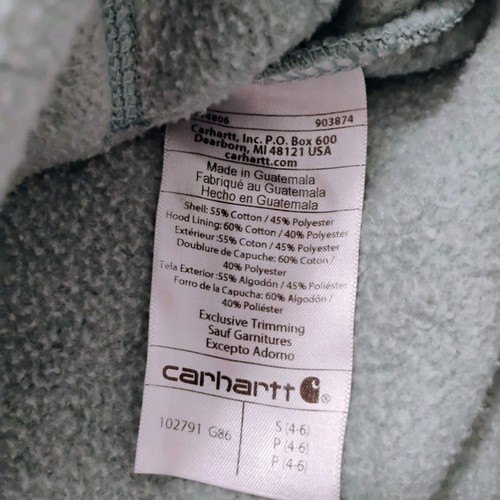 903874
Carhartt, Inc. P.O. Box 600
Dearborn, MI 48121 USA
carhartt.com
Made in Guatemala
Fabriqué au Guatemala
Hecho en Guatemala
Shell: 55% Cotton / 45% Polyester
Hood Lining: 60% Cotton / 40% Polyester
Extérieur: 55% Coton / 45% Polyester
Doublure de Capuche: 60% Coton /
40% Polyester
Tela Exterior: 55% Algodón / 45% Poliéster
Forro de la Capucha: 60% Algodón /
40% Poliéster
Exclusive Trimming
Sauf Garnitures
Excepto Adorno
carhartt
102791 G86
S (4-6)
P (4-6)
P (4-6)